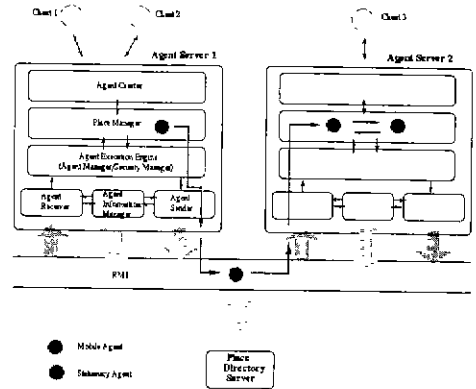 Client 1
Client 2
Client 3
Agent Server 1
Agent Server 2
Agent Creator
Place Manager
Agent Execution Engine
(Agent Manager/Security Manager)
Agent
Receiver
Agent
Information
Manager
Agent
Sender
RMI
Mobile Agent
Stationary Agent
Place
Directory
Server